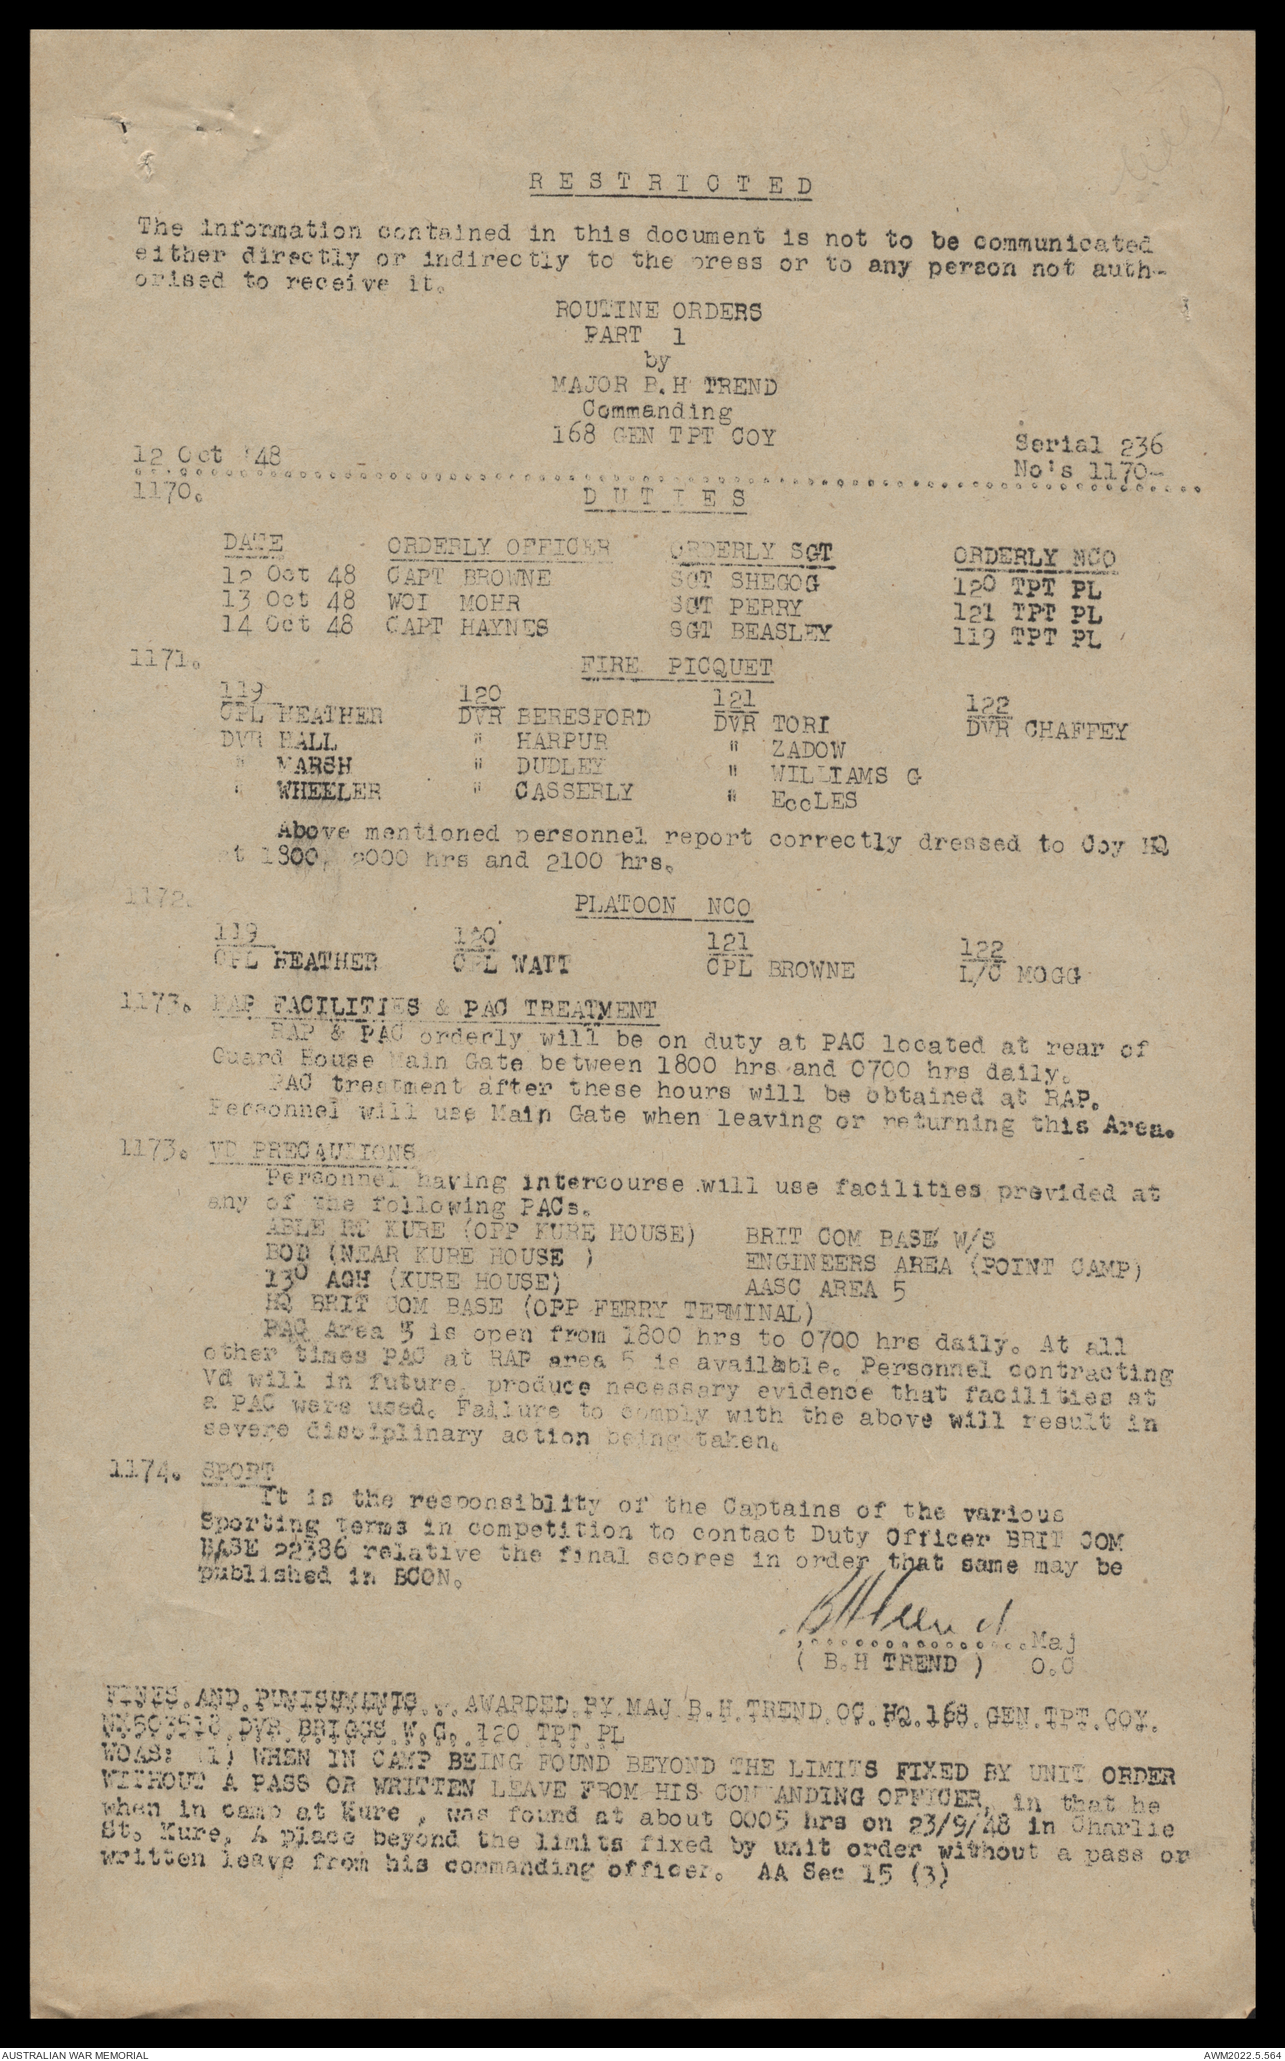 RESTRICTED
The information contained in this document is not to be communicated
either directly or indirectly to the press or to any person not auth-
orised to receive it.
ROUTINE ORDERS
PART 1
by
MAJOR B.H TREND
Commanding
168 GEN TPT COY
Serial 236
12 Oct '48
No's 1170-
1170.
DUTIES
DATE ORDERLY OFFICER ORDERLY SGT ORDERLY NCO
12 Oct 48 CAPT BROWNE SGT SHEGOG 120 TPT PL
13 Oct 48 WOI MOHR SGT PERRY 121 TPT PL
14 Oct 48 CAPT HAYNES SGT BEASLEY 119 TPT PL
1171.
FIRE PICQUET
119 120 121 122
CPL HEATHER DVR BERESFORD DVR TORI DVR CHAFFEY
DVR HALL " HARPUR " ZADOW
" MARSH " DUDLEY " WILLIAMS G
" WHEELER " CASSERLY " EccLES
Above mentioned personnel report correctly dressed to Coy HQ
at 1800, 2000 hrs and 2100 hrs.
1172.
PLATOON NCO
119 120 121 122
CPL HEATHER CPL WATT CPL BROWNE L/C MOGG
1173. RAP FACILITIES & PAC TREATMENT
RAP & PAC orderly will be on duty at PAC located at rear of
Guard House Main Gate between 1800 hrs and 0700 hrs daily.
PAC treatment after these hours will be obtained at RAP.
Personnel will use Main Gate when leaving or returning this Area.
1173. VD PRECAUTIONS
Personnel having intercourse will use facilities provided at
any of the following PACs.
ABLE RC KURE (OPP KURE HOUSE) BRIT COM BASE W/S
BOD (NEAR KURE HOUSE ) ENGINEERS AREA (POINT CAMP)
130 AGH (KURE HOUSE) AASC AREA 5
HQ BRIT COM BASE (OPP FERRY TERMINAL)
PAC Area 5 is open from 1800 hrs to 0700 hrs daily. At all
other times PAC at RAP area 5 is available. Personnel contracting
Vd will in future, produce necessary evidence that facilities at
a PAC were used. Failure to comply with the above will result in
severe disciplinary action being taken.
1174. SPORT
It is the responsiblity of the Captains of the various
Sporting terms in competition to contact Duty Officer BRIT COM
BASE 22386 relative the final scores in order that same may be
published in BCON.
BHTrend
Maj
( B.H TREND ) O.C
FINES AND PUNISHMENTS.. AWARDED BY MAJ B.H.TREND OC HQ 168 GEN.TPT.COY.
DVR BRIGGS W.G. 120 TPT PL
WOAS: (1) WHEN IN CAMP BEING FOUND BEYOND THE LIMITS FIXED BY UNIT ORDER
WITHOUT A PASS OR WRITTEN LEAVE FROM HIS COMMANDING OFFICER, in that he
when in camp at Kure , was found at about 0005 hrs on 23/9/48 in Charlie
St. Kure, A place beyond the limits fixed by unit order without a pass or
written leave from his commanding officer. AA Sec 15 (3)
AUSTRALIAN WAR MEMORIAL
AWM2022.5.564